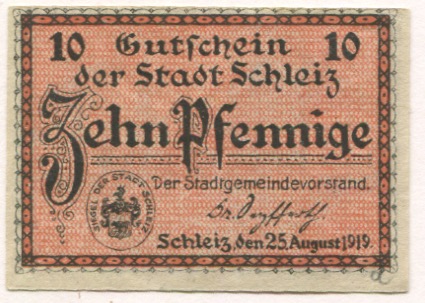 10 Gutschein 10
der Stadt Schleiz
Zehn Pfennige
Der Stadtgemeindevorstand.
SIEGEL DER STADT SCHLEIZ
Schleiz, den 25. August 1919.